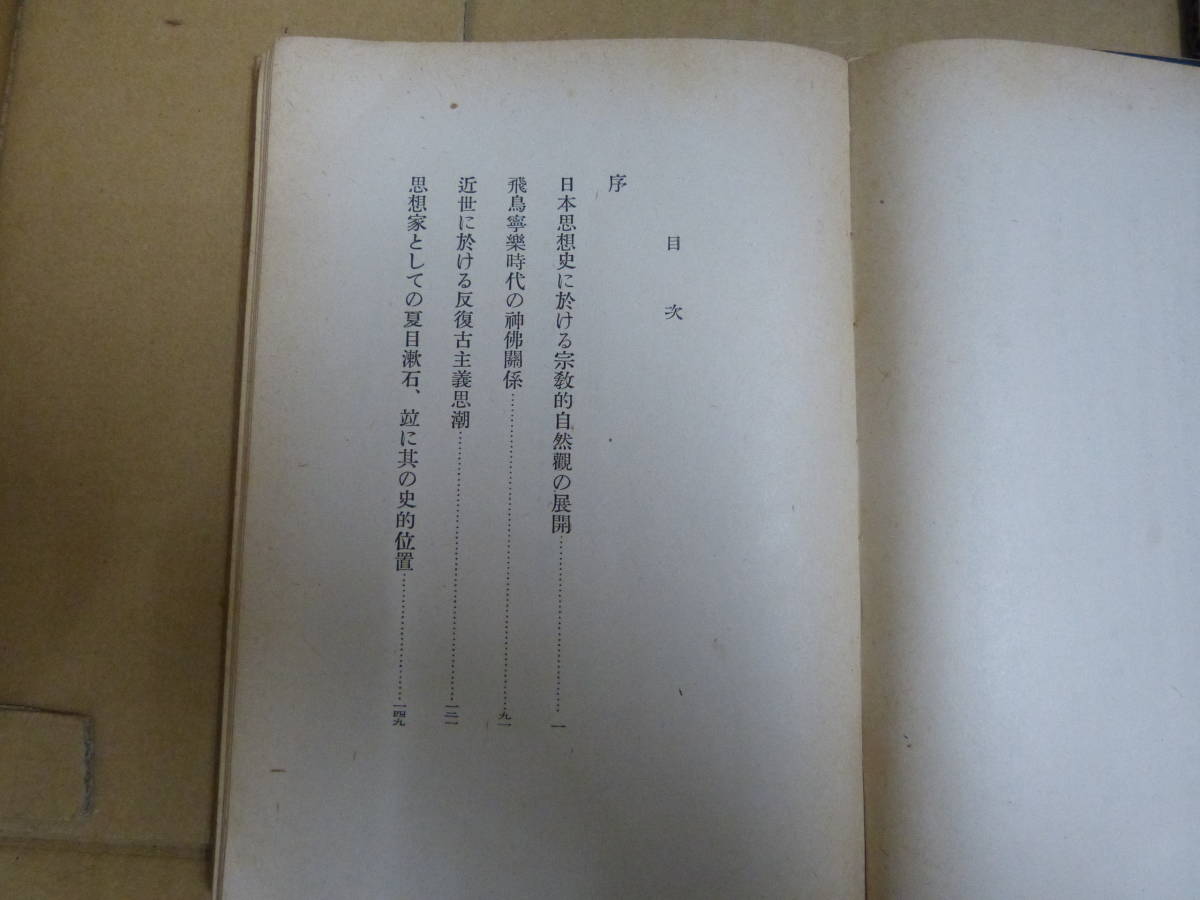 目次
序
日本思想史に於ける宗教的自然觀の展開……………………一
飛鳥寧樂時代の神佛關係……………………九一
近世に於ける反復古主義思潮……………………一三一
思想家としての夏目漱石、竝に其の史的位置……………………一四九